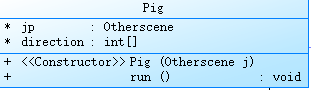 Pig
* jp : Otherscene
* direction : int[]
+ <<Constructor>> Pig (Otherscene j)
+ run () : void